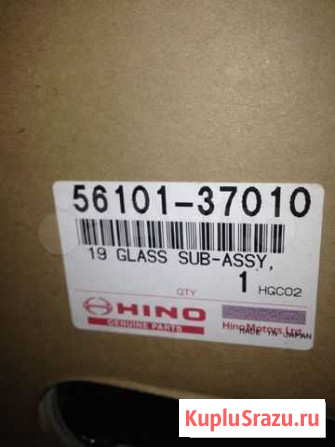 56101-37010
19 GLASS SUB-ASSY,
QTY 1 HGC02
HINO
GENUINE PARTS
Hino Motors Ltd.
MADE IN JAPAN
KupluSrazu.ru